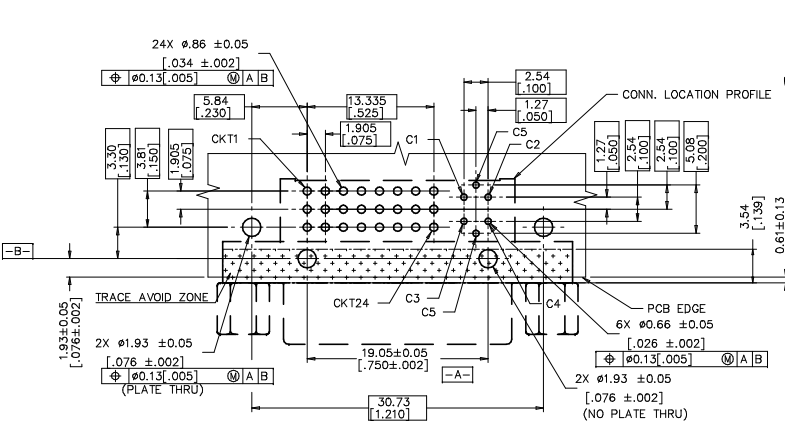 24X ø.86 ±0.05
[.034 ±.002]
⌖ ø0.13[.005] Ⓜ A B
5.84
[.230]
13.335
[.525]
1.905
[.075]
2.54
[.100]
1.27
[.050]
CONN. LOCATION PROFILE
CKT1
C1
C5
C2
3.30
[.130]
3.81
[.150]
1.905
[.075]
1.27
[.050]
2.54
[.100]
2.54
[.100]
5.08
[.200]
3.54
[.139]
0.61±0.13
-B-
TRACE AVOID ZONE
CKT24
C3
C5
C4
PCB EDGE
1.93±0.05
[.076±.002]
6X ø0.66 ±0.05
[.026 ±.002]
⌖ ø0.13[.005] Ⓜ A B
2X ø1.93 ±0.05
[.076 ±.002]
⌖ ø0.13[.005] Ⓜ A B
(PLATE THRU)
19.05±0.05
[.750±.002]
-A-
2X ø1.93 ±0.05
[.076 ±.002]
(NO PLATE THRU)
30.73
[1.210]